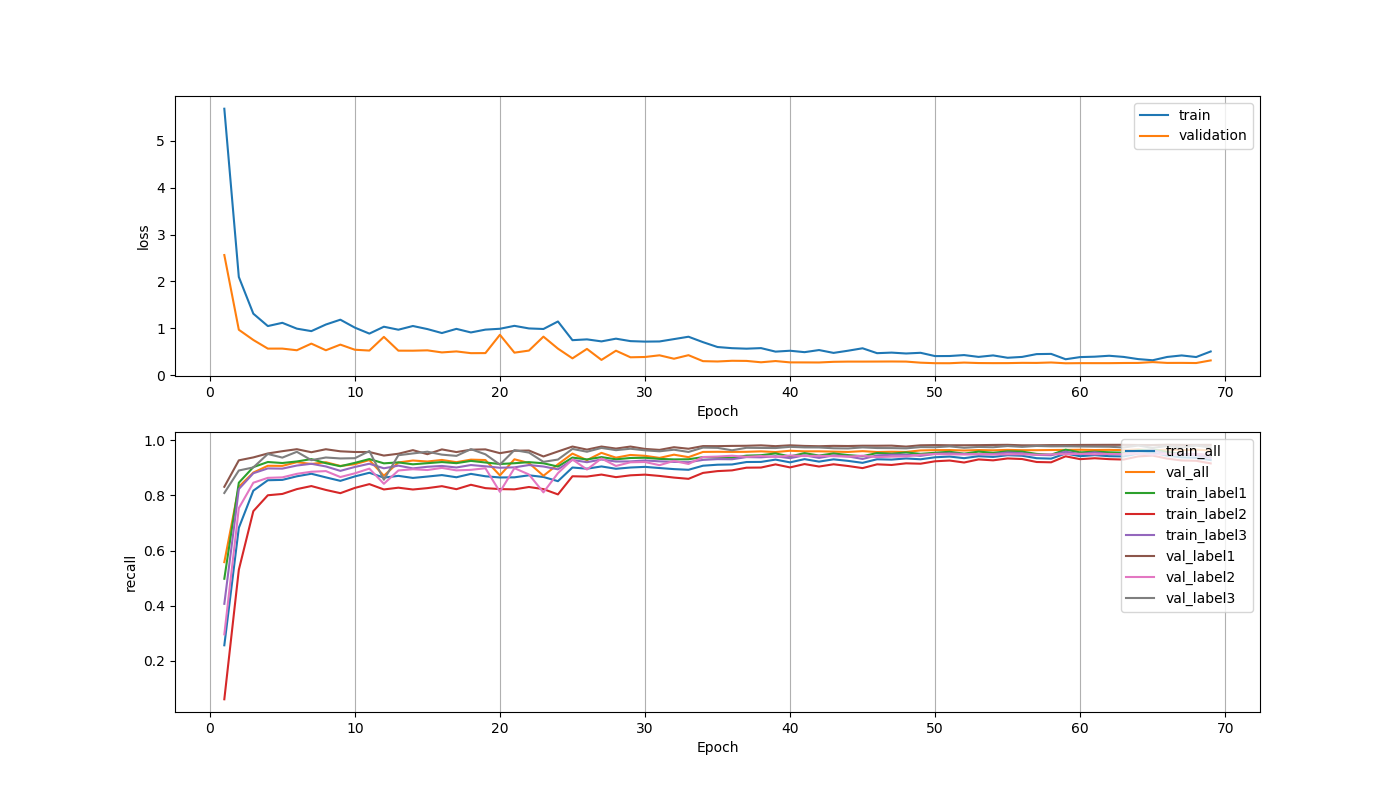 train
validation
5
4
3
2
1
0
loss
0 10 20 30 40 50 60 70
Epoch
1.0
0.8
0.6
0.4
0.2
recall
train_all
val_all
train_label1
train_label2
train_label3
val_label1
val_label2
val_label3
0 10 20 30 40 50 60 70
Epoch